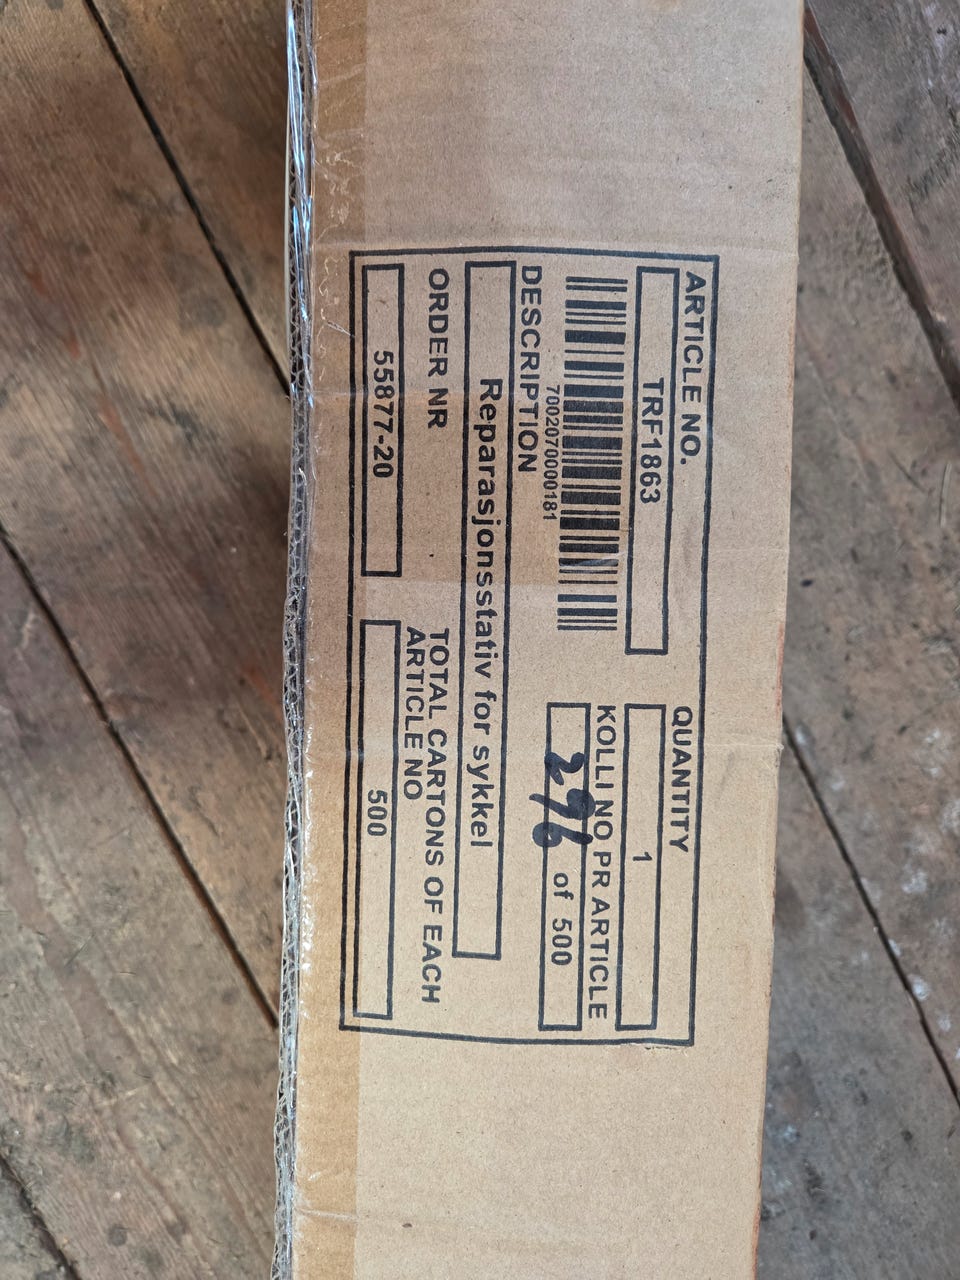 ARTICLE NO.
TRF1863
7002070000181
QUANTITY
1
KOLLI NO PR ARTICLE
296 of 500
DESCRIPTION
Reparasjonsstativ for sykkel
ORDER NR
55877-20
TOTAL CARTONS OF EACH
ARTICLE NO
500